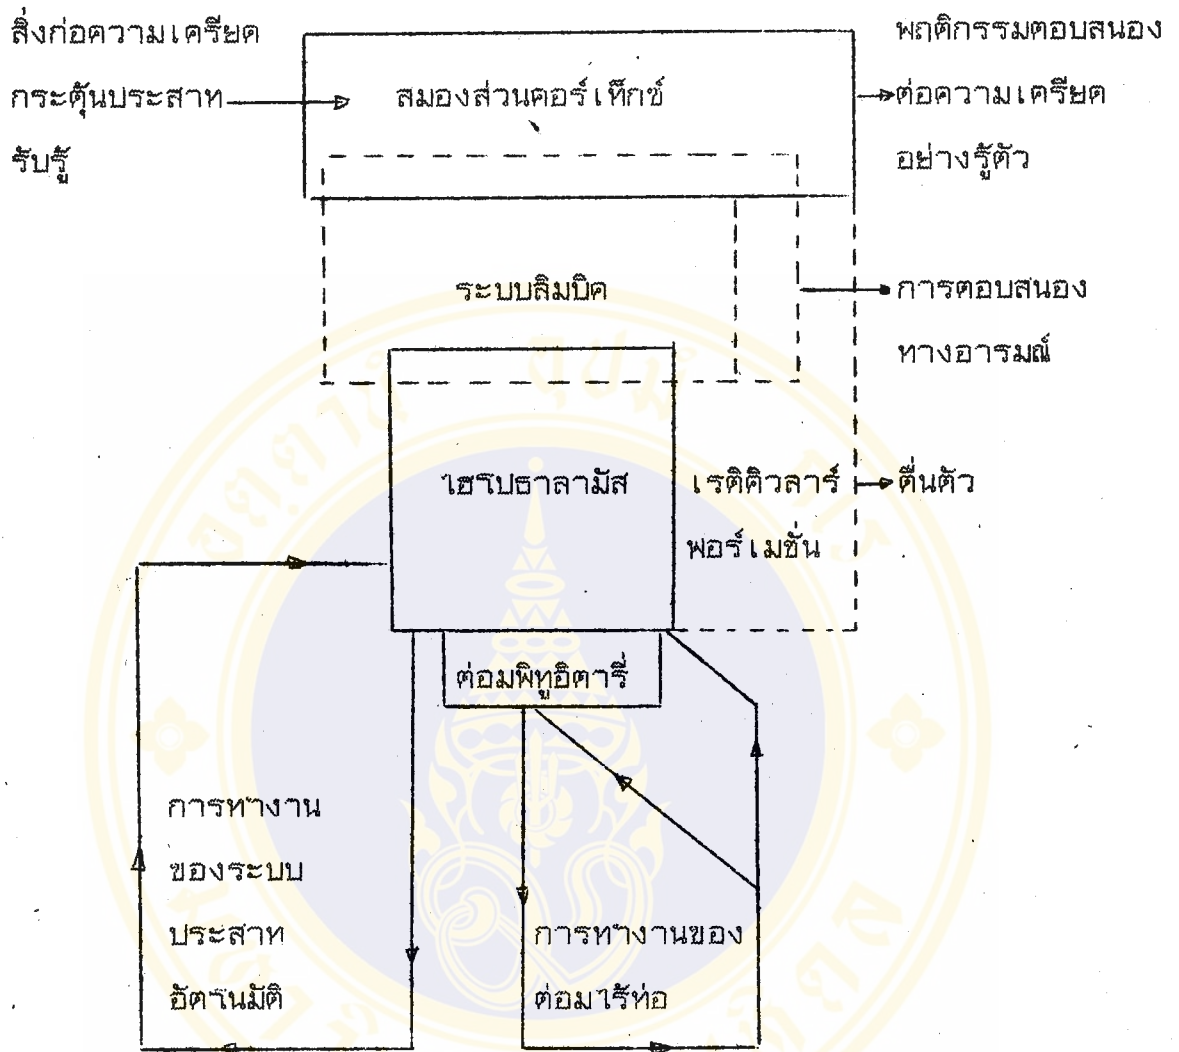 สิ่งก่อความเครียด
กระตุ้นประสาท
รับรู้
สมองส่วนคอร์เท็กซ์
พฤติกรรมตอบสนอง
ต่อความเครียด
อย่างรู้ตัว
ระบบลิมบิค
การตอบสนอง
ทางอารมณ์
ไฮโปธาลามัส
เรติคิวลาร์
ฟอร์เมชั่น
ตื่นตัว
ต่อมพิทูอิตารี่
การทำงาน
ของระบบ
ประสาท
อัตโนมัติ
การทำงานของ
ต่อมไร้ท่อ